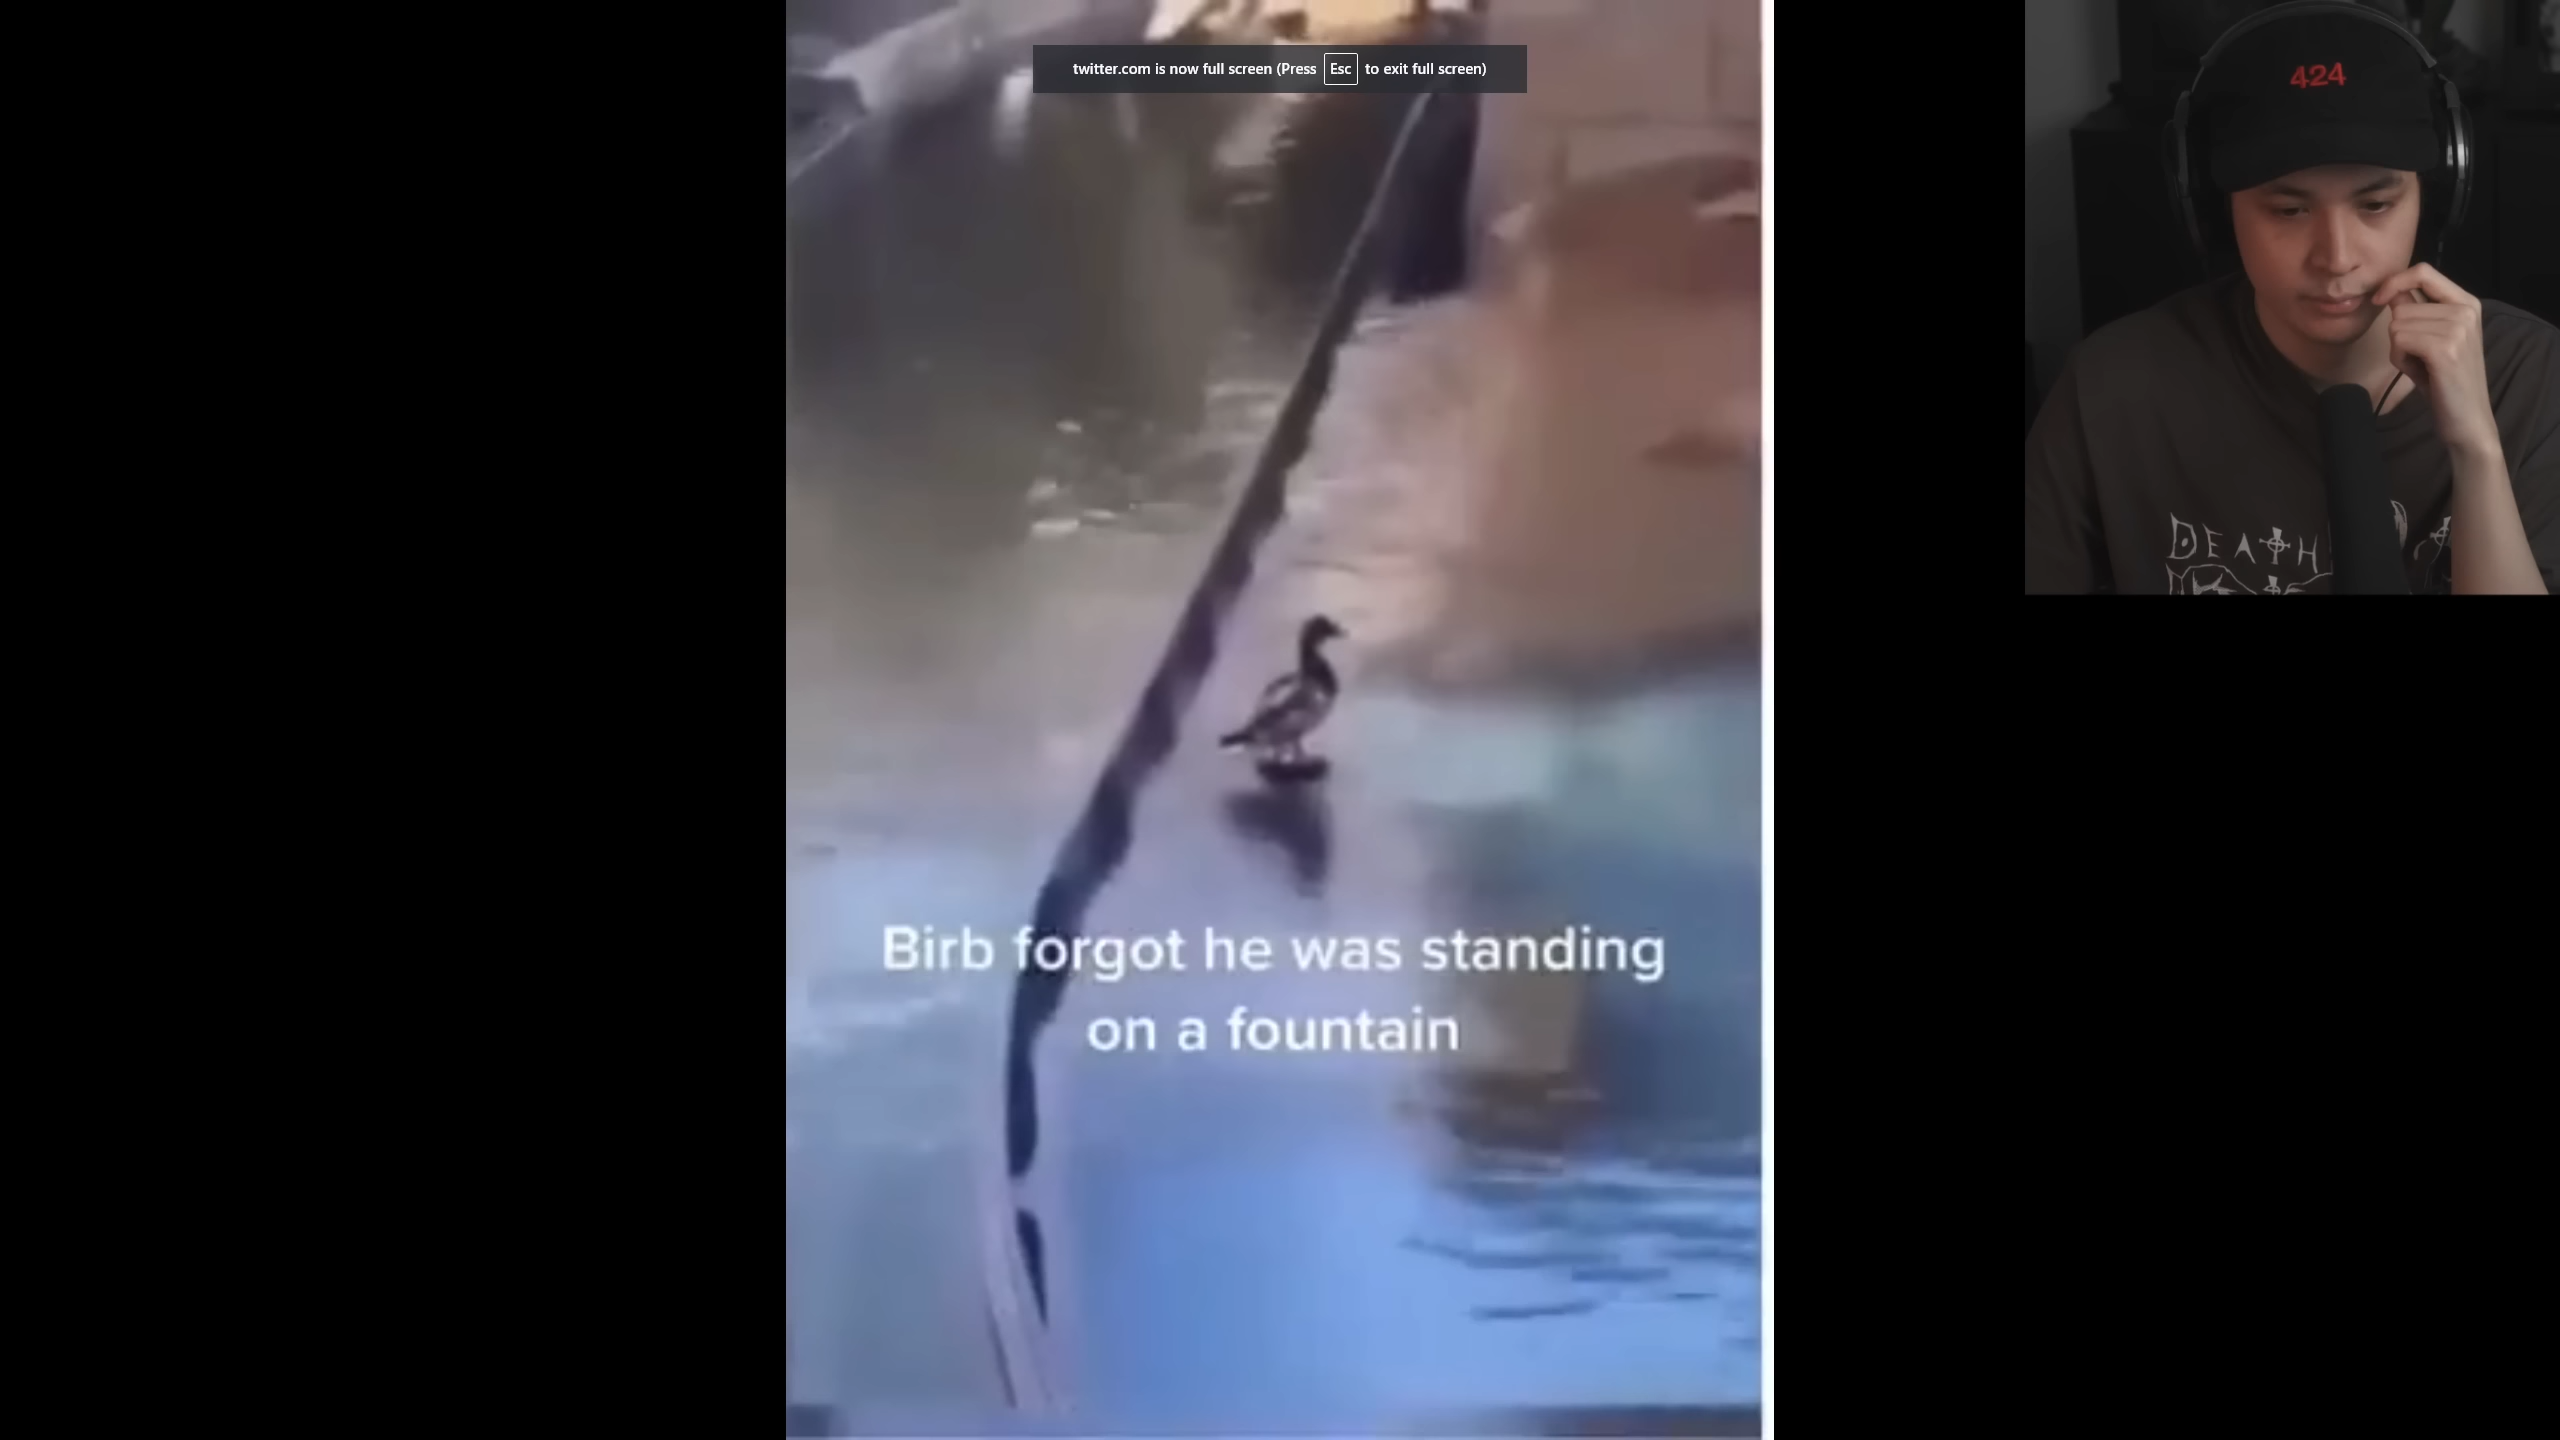 twitter.com is now full screen (Press Esc to exit full screen)
424
DEATH
Birb forgot he was standing
on a fountain